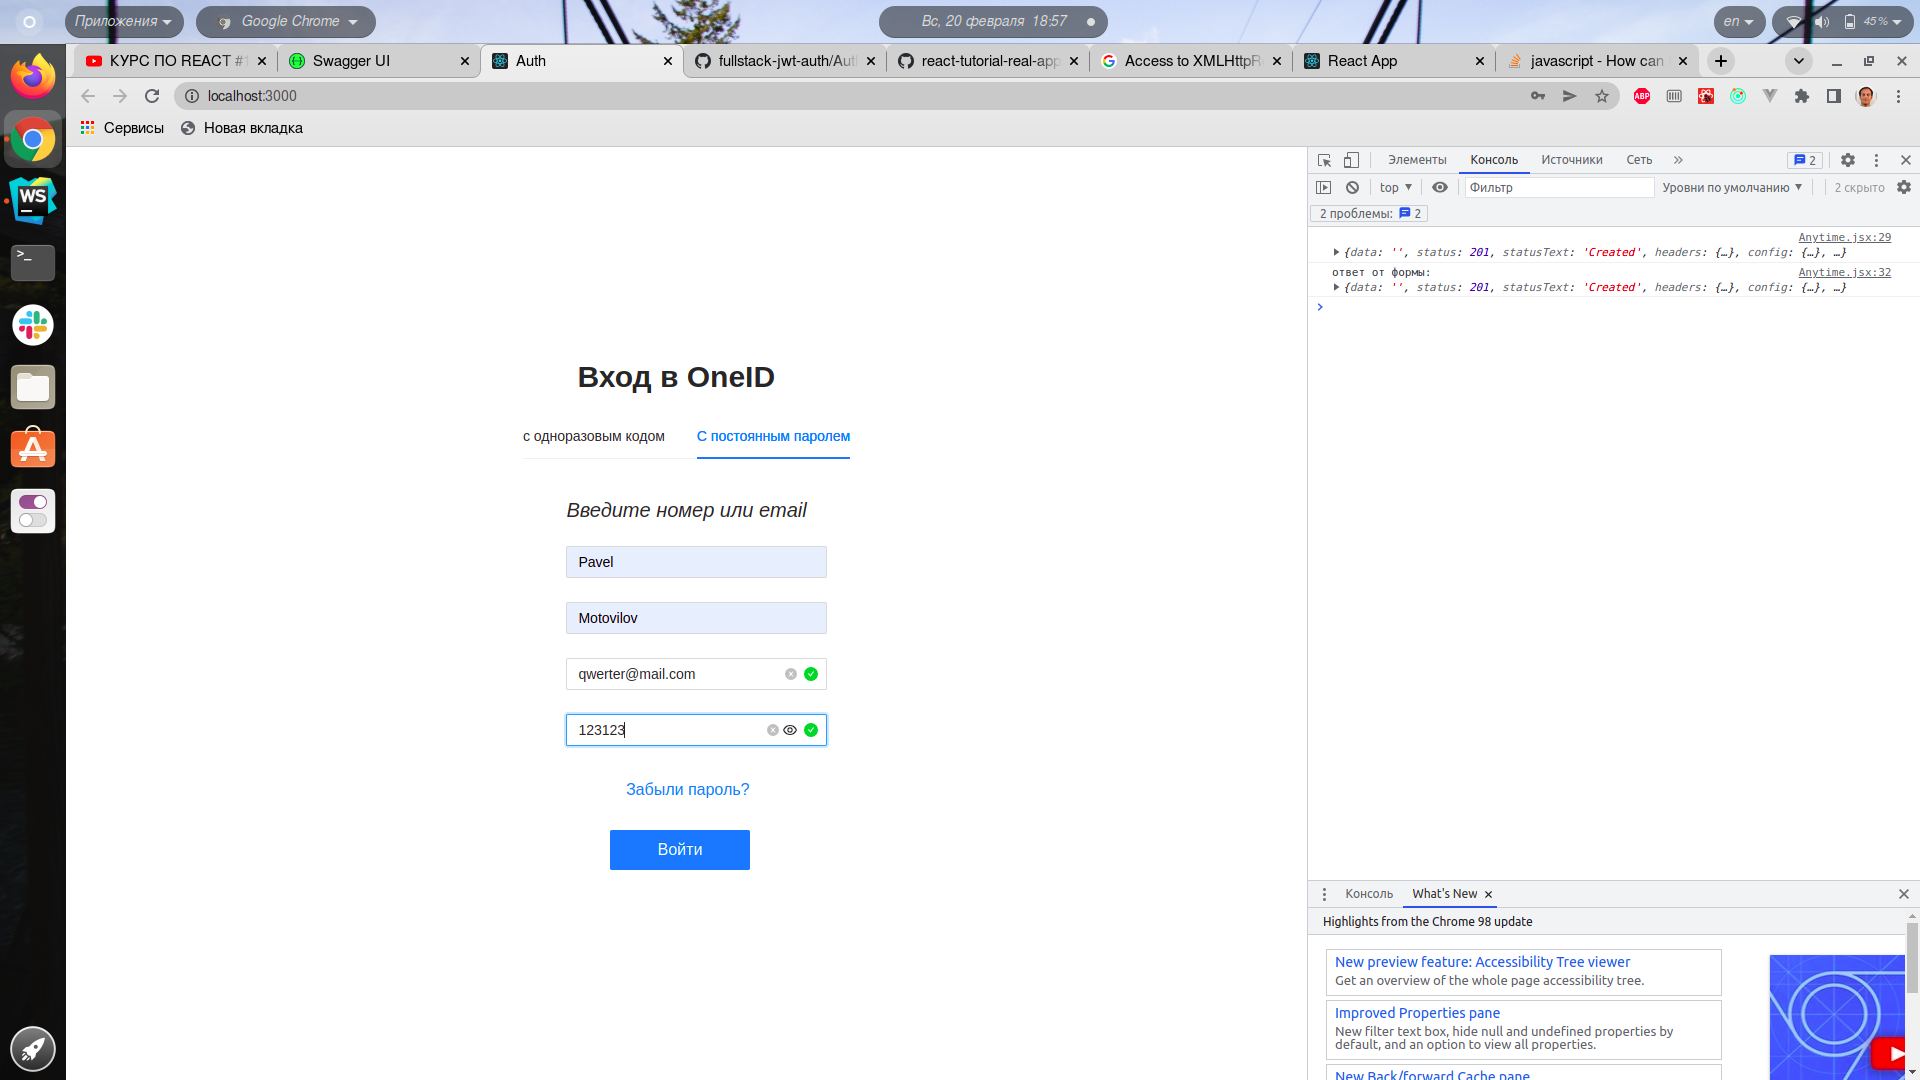 Приложения
Google Chrome
Вс, 20 февраля 18:57
en
45%
КУРС ПО REACT #1
Swagger UI
Auth
fullstack-jwt-auth/Aut
react-tutorial-real-app
Access to XMLHttpR
React App
javascript - How can
localhost:3000
ABP
Сервисы
Новая вкладка
WS
Элементы
Консоль
Источники
Сеть
2
top
Фильтр
Уровни по умолчанию
2 скрыто
2 проблемы: 2
Anytime.jsx:29
{data: '', status: 201, statusText: 'Created', headers: {…}, config: {…}, …}
ответ от формы: Anytime.jsx:32
{data: '', status: 201, statusText: 'Created', headers: {…}, config: {…}, …}
Вход в OneID
с одноразовым кодом
С постоянным паролем
Введите номер или email
Pavel
Motovilov
qwerter@mail.com
123123
Забыли пароль?
Войти
Консоль
What's New
Highlights from the Chrome 98 update
New preview feature: Accessibility Tree viewer
Get an overview of the whole page accessibility tree.
Improved Properties pane
New filter text box, hide null and undefined properties by
default, and an option to view all properties.
New Back/forward Cache pane